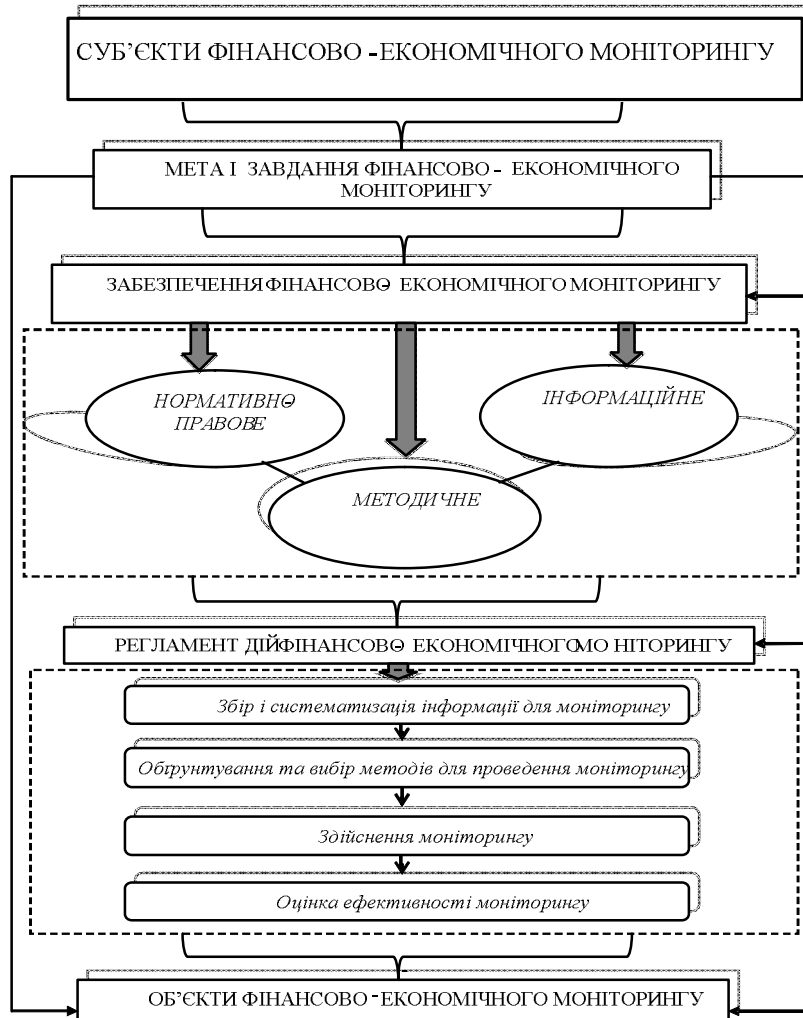 СУБ’ЄКТИ ФІНАНСОВО -ЕКОНОМІЧНОГО МОНІТОРИНГУ
МЕТА І ЗАВДАННЯ ФІНАНСОВО - ЕКОНОМІЧНОГО
МОНІТОРИНГУ
ЗАБЕЗПЕЧЕННЯ ФІНАНСОВО- ЕКОНОМІЧНОГО МОНІТОРИНГУ
НОРМАТИВНО-
ПРАВОВЕ
ІНФОРМАЦІЙНЕ
МЕТОДИЧНЕ
РЕГЛАМЕНТ ДІЙ ФІНАНСОВО- ЕКОНОМІЧНОГО МО НІТОРИНГУ
Збір і систематизація інформації для моніторингу
Обґрунтування та вибір методів для проведення моніторингу
Здійснення моніторингу
Оцінка ефективності моніторингу
ОБ’ЄКТИ ФІНАНСОВО -ЕКОНОМІЧНОГО МОНІТОРИНГУ